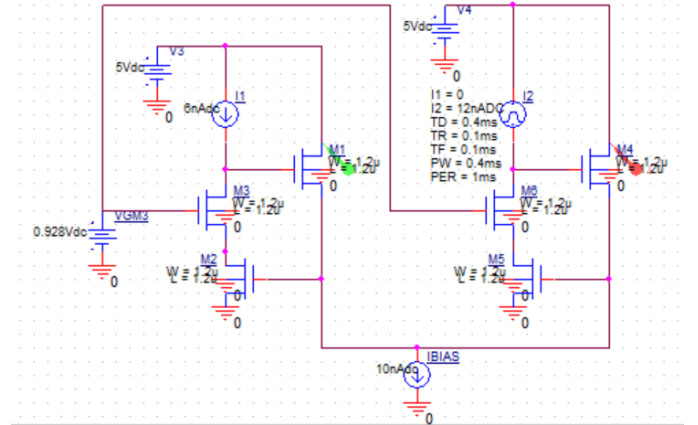 V3
V4
5Vdc
5Vdc
0
0
I1
6nAdc
I2
I1 = 0
I2 = 12nADC
TD = 0.4ms
TR = 0.1ms
TF = 0.1ms
PW = 0.4ms
PER = 1ms
M1
W = 1.2u
L = 1.2u
0
M4
W = 1.2u
L = 1.2u
0
M3
W = 1.2u
L = 1.2u
0
M6
W = 1.2u
L = 1.2u
0
VGM3
0.928Vdc
0
M2
W = 1.2u
L = 1.2u
0
0
M5
W = 1.2u
L = 1.2u
0
0
IBIAS
10nAdc
0